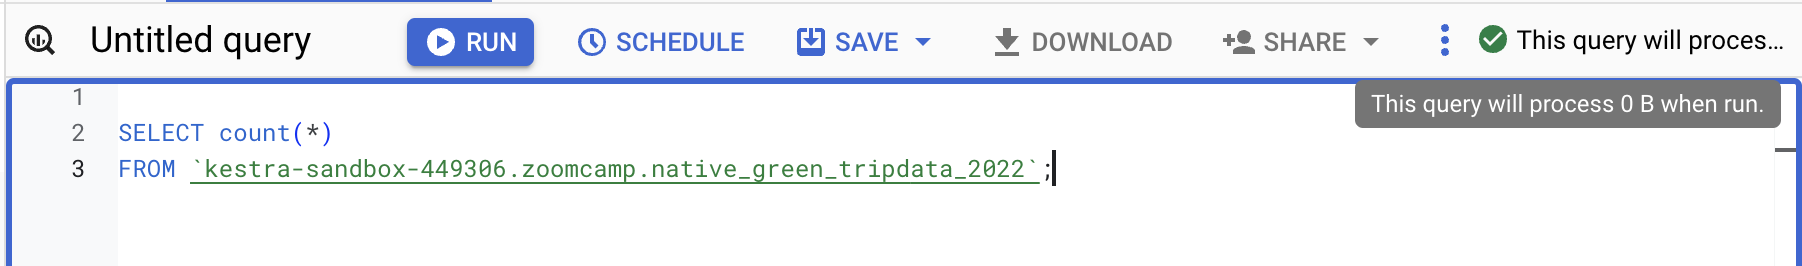 Untitled query RUN SCHEDULE SAVE DOWNLOAD SHARE This query will proces...
This query will process 0 B when run.
1
2 SELECT count(*)
3 FROM `kestra-sandbox-449306.zoomcamp.native_green_tripdata_2022`;